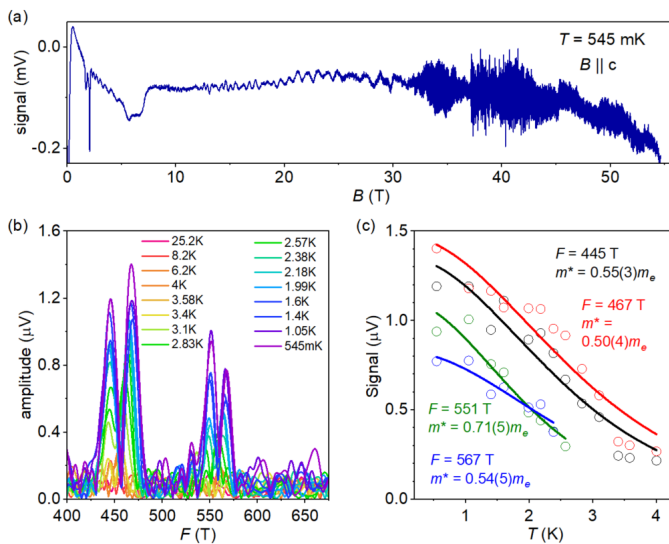 (a)
0.0
-0.2
signal (mV)
T = 545 mK
B || c
0 10 20 30 40 50
B (T)
(b)
1.6
1.2
0.8
0.4
0.0
amplitude (μV)
25.2K
8.2K
6.2K
4K
3.58K
3.4K
3.1K
2.83K
2.57K
2.38K
2.18K
1.99K
1.6K
1.4K
1.05K
545mK
400 450 500 550 600 650
F (T)
(c)
1.5
1.0
0.5
0.0
Signal (μV)
F = 445 T
m* = 0.55(3)mₑ
F = 467 T
m* =
0.50(4)mₑ
F = 551 T
m* = 0.71(5)mₑ
F = 567 T
m* = 0.54(5)mₑ
0 1 2 3 4
T (K)